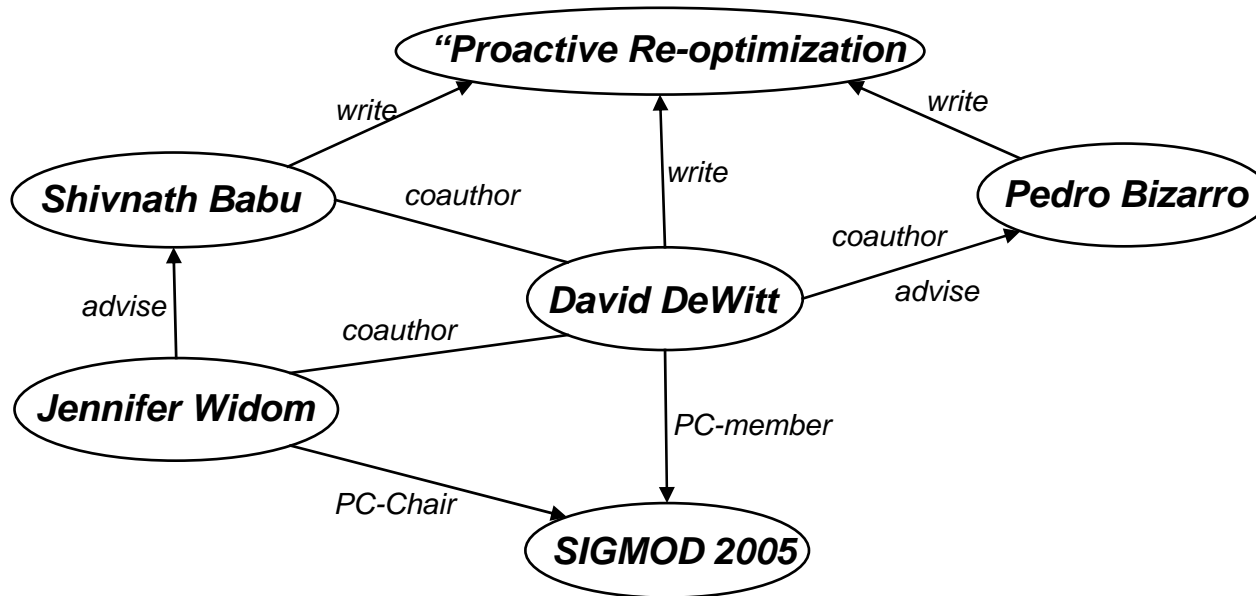 “Proactive Re-optimization
write
write
write
Shivnath Babu
coauthor
Pedro Bizarro
coauthor
David DeWitt
advise
advise
coauthor
Jennifer Widom
PC-member
PC-Chair
SIGMOD 2005